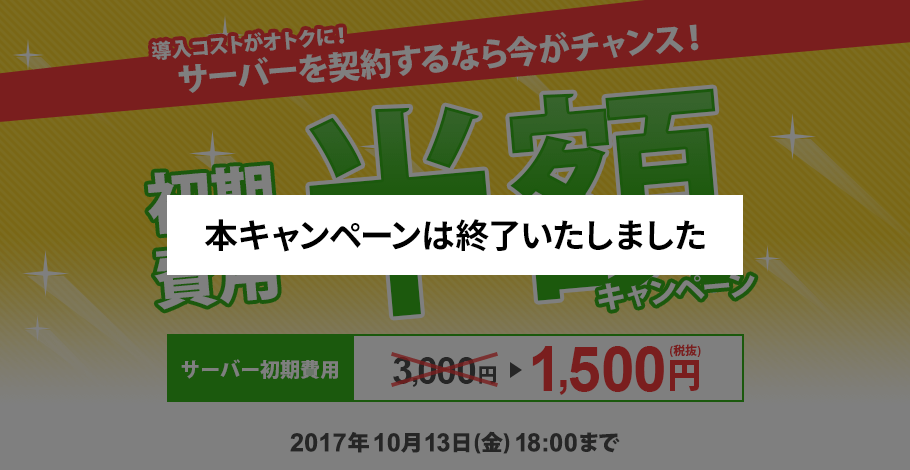 導入コストがオトクに!
サーバーを契約するなら今がチャンス!
初期
費用
半額
キャンペーン
本キャンペーンは終了いたしました
サーバー初期費用
3,000円
1,500円
(税抜)
2017年10月13日(金)18:00まで